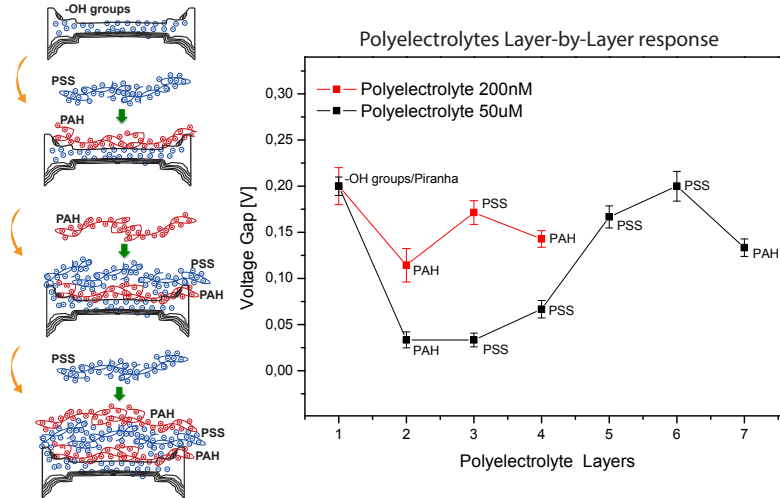 -OH groups
PSS
PAH
PAH
PSS
PAH
PSS
PAH
PSS
PAH
Polyelectrolytes Layer-by-Layer response
Polyelectrolyte 200nM
Polyelectrolyte 50uM
Voltage Gap [V]
0,30
0,25
0,20
0,15
0,10
0,05
0,00
-OH groups/Piranha
PAH
PSS
PAH
PAH
PSS
PSS
PSS
PSS
PAH
1 2 3 4 5 6 7
Polyelectrolyte Layers